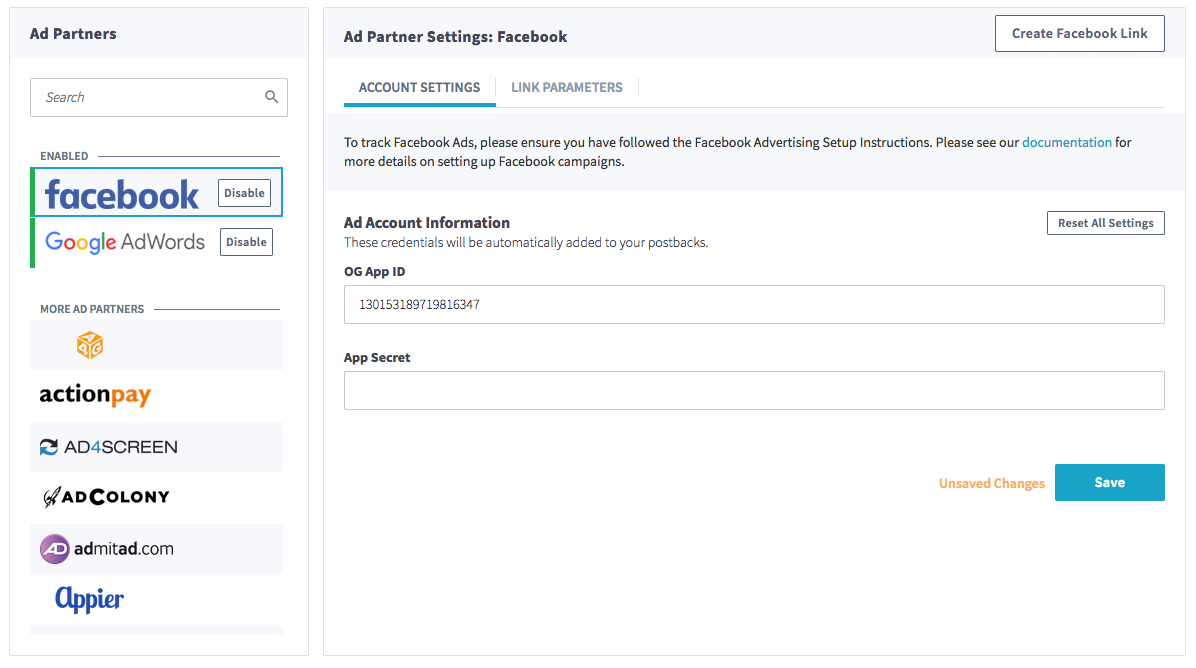 Ad Partners
Search
ENABLED
facebook
Disable
Google AdWords
Disable
MORE AD PARTNERS
AAG
actionpay
AD4SCREEN
ADCOLONY
admitad.com
Appier
Ad Partner Settings: Facebook
Create Facebook Link
ACCOUNT SETTINGS
LINK PARAMETERS
To track Facebook Ads, please ensure you have followed the Facebook Advertising Setup Instructions. Please see our documentation for
more details on setting up Facebook campaigns.
Ad Account Information
Reset All Settings
These credentials will be automatically added to your postbacks.
OG App ID
130153189719816347
App Secret
Unsaved Changes
Save